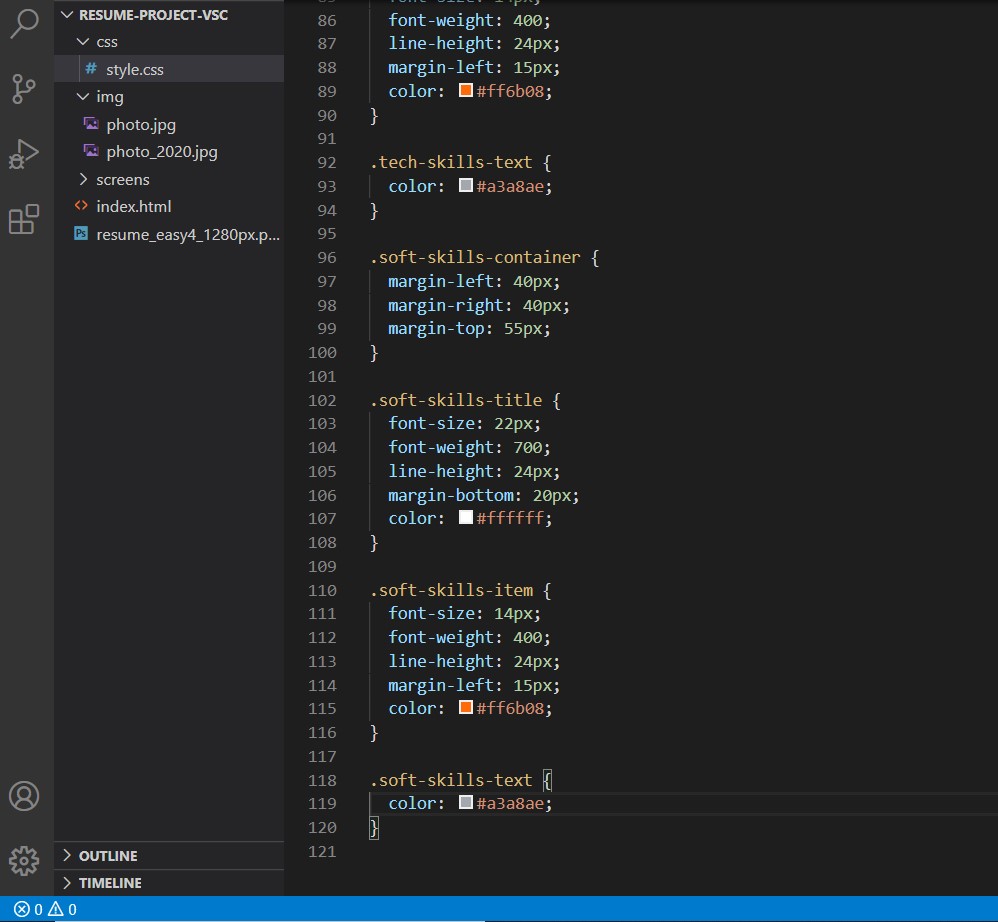 RESUME-PROJECT-VSC
css
# style.css
img
photo.jpg
photo_2020.jpg
screens
<> index.html
Ps resume_easy4_1280px.p...
OUTLINE
TIMELINE
0 0
85 font-size: 14px;
86 font-weight: 400;
87 line-height: 24px;
88 margin-left: 15px;
89 color: #ff6b08;
90 }
91
92 .tech-skills-text {
93 color: #a3a8ae;
94 }
95
96 .soft-skills-container {
97 margin-left: 40px;
98 margin-right: 40px;
99 margin-top: 55px;
100 }
101
102 .soft-skills-title {
103 font-size: 22px;
104 font-weight: 700;
105 line-height: 24px;
106 margin-bottom: 20px;
107 color: #ffffff;
108 }
109
110 .soft-skills-item {
111 font-size: 14px;
112 font-weight: 400;
113 line-height: 24px;
114 margin-left: 15px;
115 color: #ff6b08;
116 }
117
118 .soft-skills-text {
119 color: #a3a8ae;
120 }
121